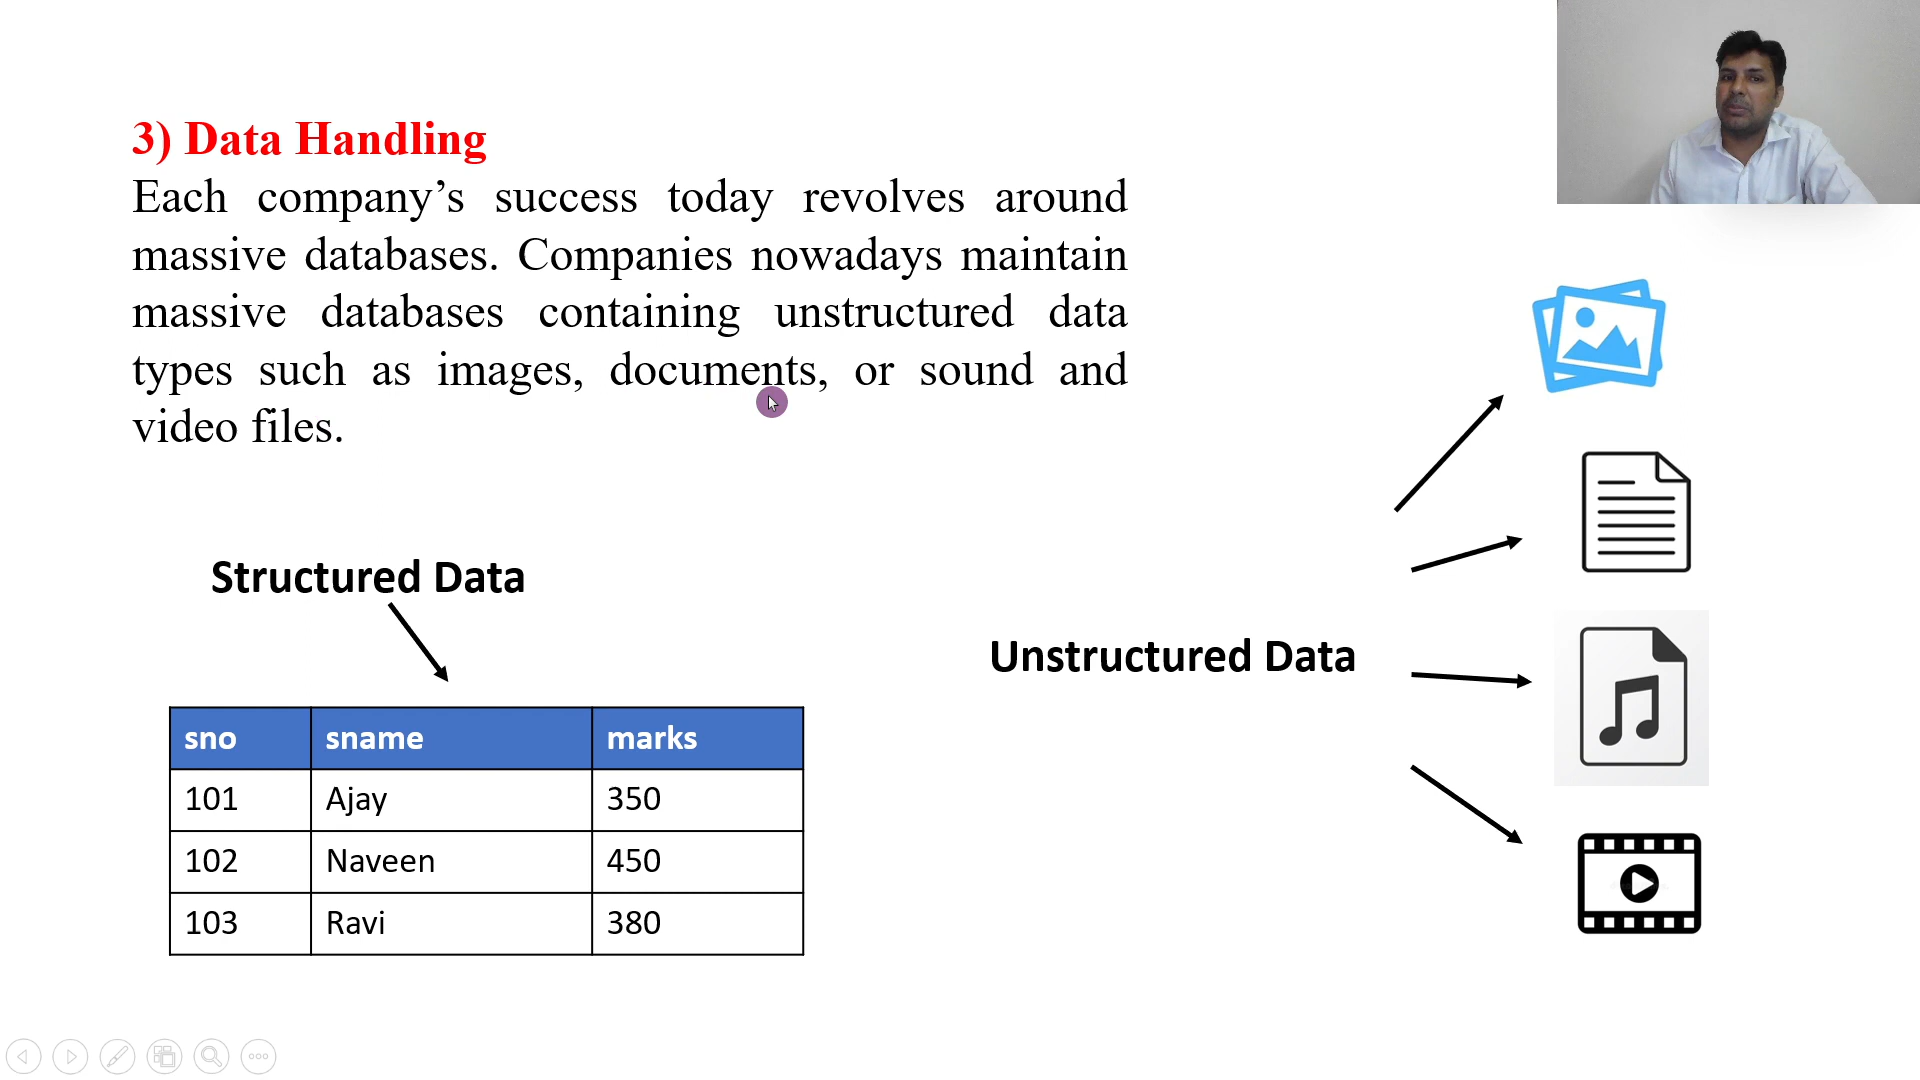 3) Data Handling
Each company’s success today revolves around
massive databases. Companies nowadays maintain
massive databases containing unstructured data
types such as images, documents, or sound and
video files.
Structured Data
Unstructured Data
sno sname marks
101 Ajay 350
102 Naveen 450
103 Ravi 380